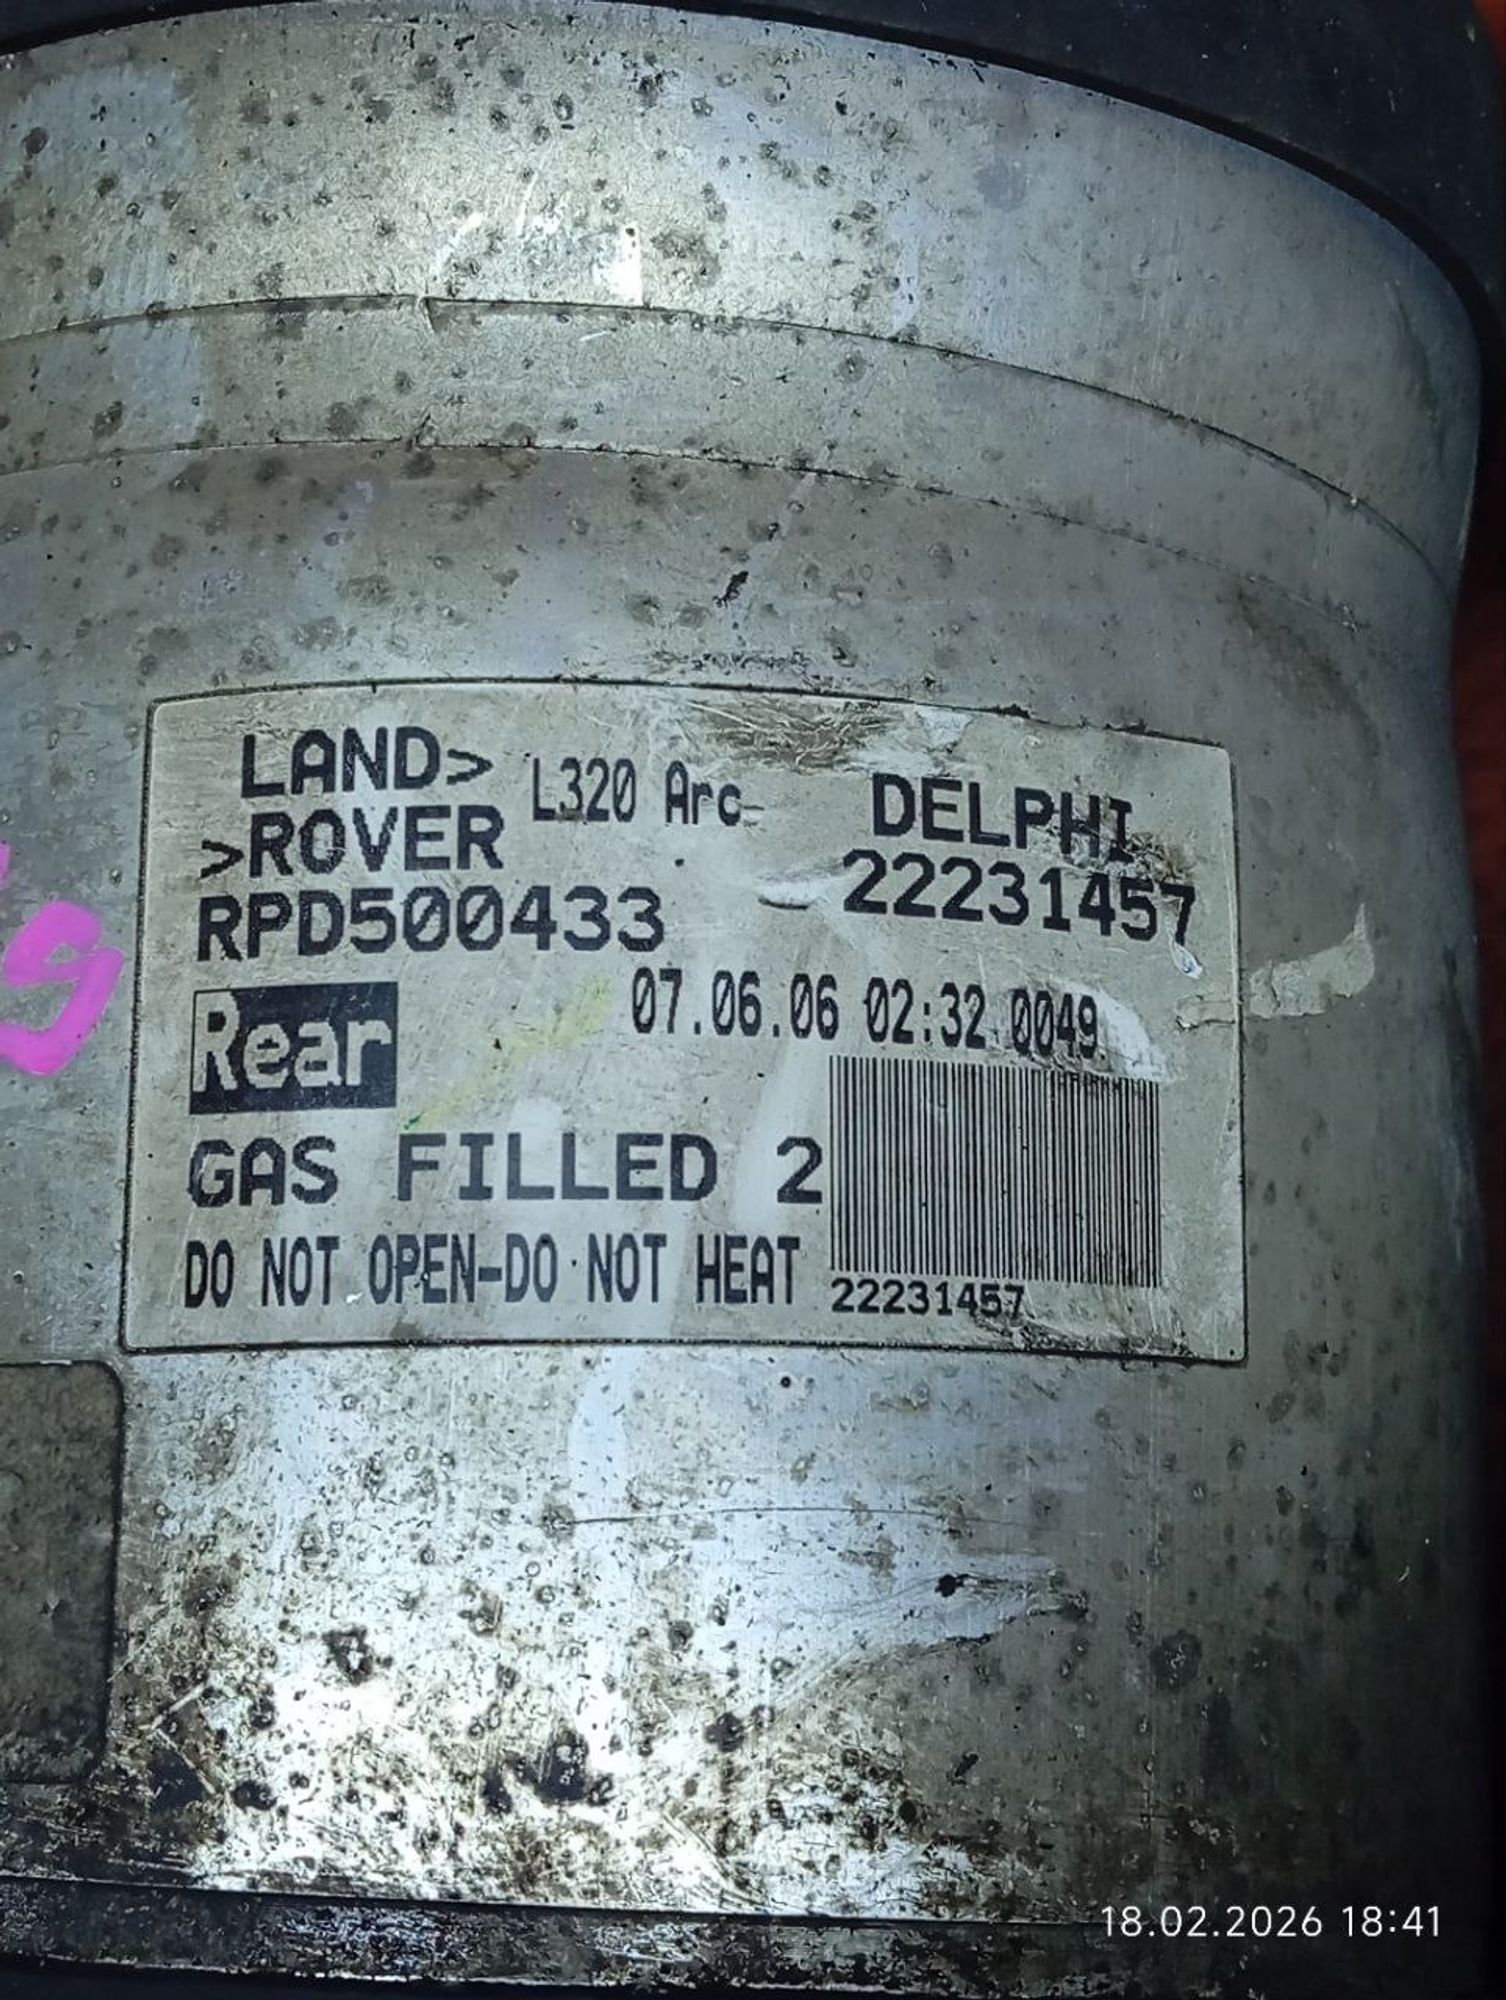 LAND>
>ROVER
L320 Arc-
DELPHI
22231457
RPD500433
Rear
07.06.06 02:32 0049
GAS FILLED 2
DO NOT OPEN-DO NOT HEAT
22231457
18.02.2026 18:41